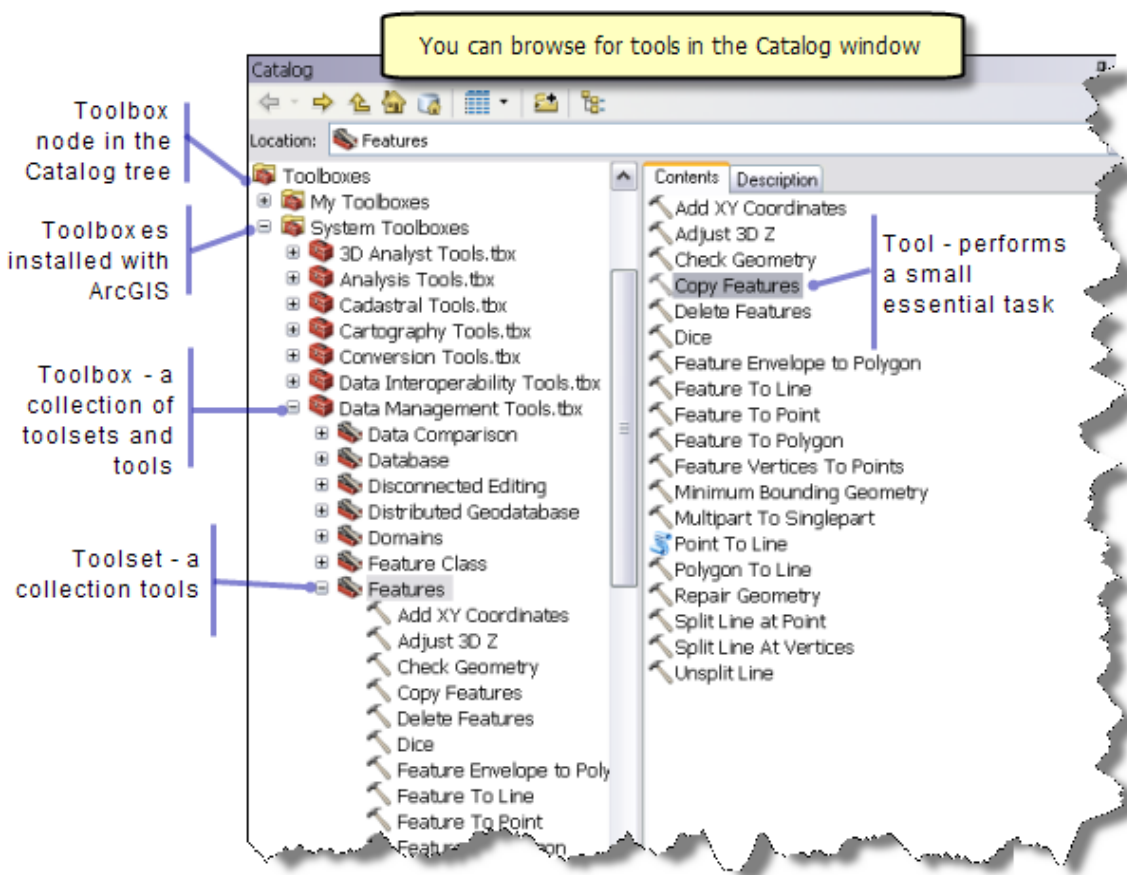 You can browse for tools in the Catalog window
Catalog
Location: Features
Toolbox
node in the
Catalog tree
Toolboxes
installed with
ArcGIS
Toolbox - a
collection of
toolsets and
tools
Toolset - a
collection tools
Toolboxes
My Toolboxes
System Toolboxes
3D Analyst Tools.tbx
Analysis Tools.tbx
Cadastral Tools.tbx
Cartography Tools.tbx
Conversion Tools.tbx
Data Interoperability Tools.tbx
Data Management Tools.tbx
Data Comparison
Database
Disconnected Editing
Distributed Geodatabase
Domains
Feature Class
Features
Add XY Coordinates
Adjust 3D Z
Check Geometry
Copy Features
Delete Features
Dice
Feature Envelope to Poly
Feature To Line
Feature To Point
Contents Description
Add XY Coordinates
Adjust 3D Z
Check Geometry
Copy Features
Delete Features
Dice
Feature Envelope to Polygon
Feature To Line
Feature To Point
Feature To Polygon
Feature Vertices To Points
Minimum Bounding Geometry
Multipart To Singlepart
Point To Line
Polygon To Line
Repair Geometry
Split Line at Point
Split Line At Vertices
Unsplit Line
Tool - performs
a small
essential task